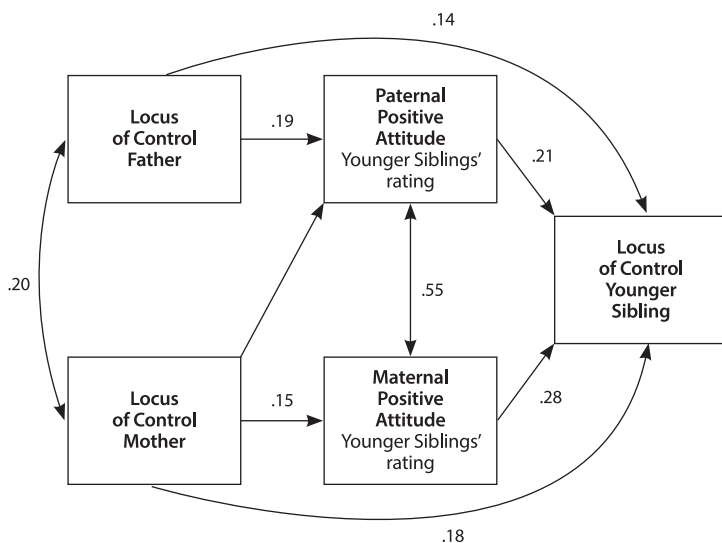 .14
Locus
of Control
Father
.19
Paternal
Positive
Attitude
Younger Siblings’
rating
.21
Locus
of Control
Younger
Sibling
.20
.55
Locus
of Control
Mother
.15
Maternal
Positive
Attitude
Younger Siblings’
rating
.28
.18